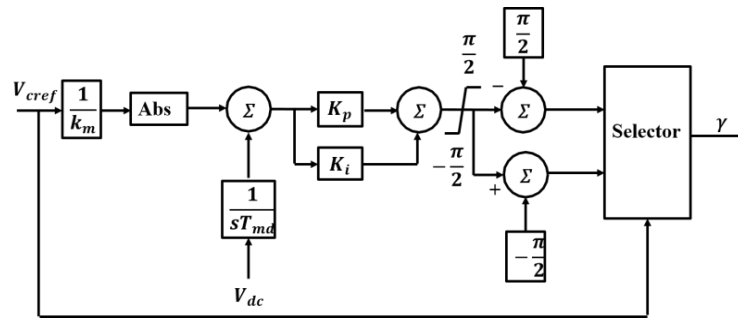 V_cref
1
k_m
Abs
Σ
K_p
K_i
Σ
π
2
− π
2
π
2
−
Σ
+
Σ
− π
2
Selector
γ
1
sT_md
V_dc